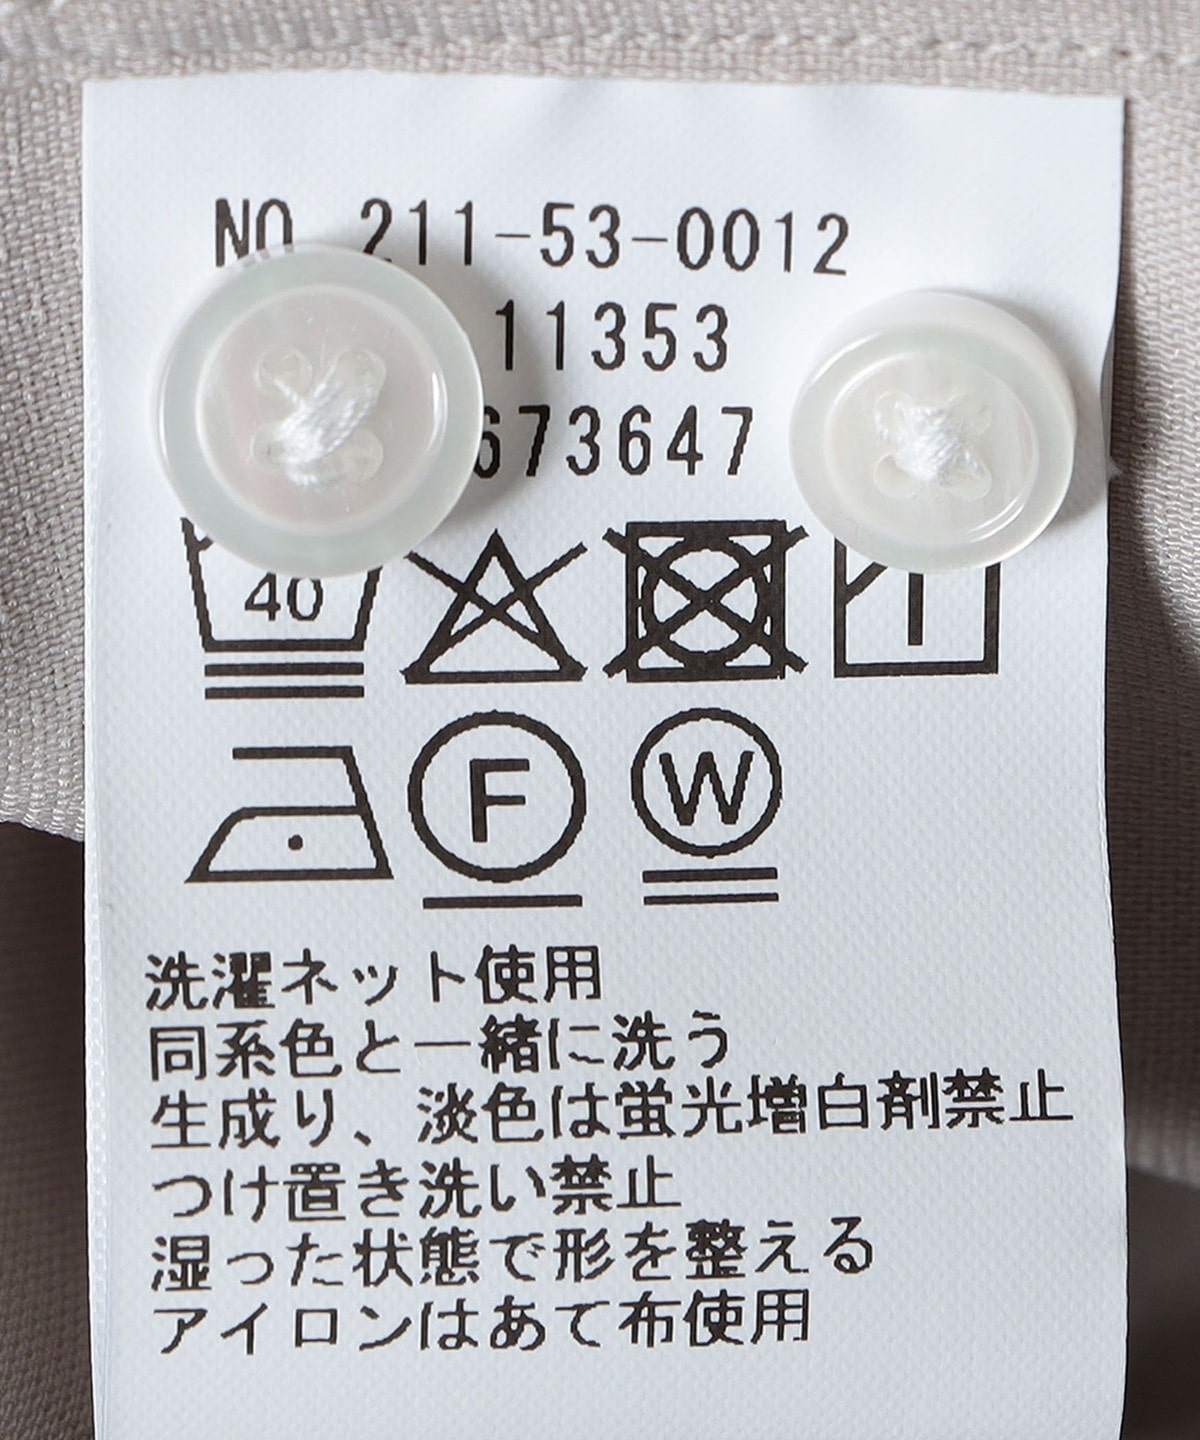 NO 211-53-0012
11353
673647
40
F
W
洗濯ネット使用
同系色と一緒に洗う
生成り、淡色は蛍光増白剤禁止
つけ置き洗い禁止
湿った状態で形を整える
アイロンはあて布使用